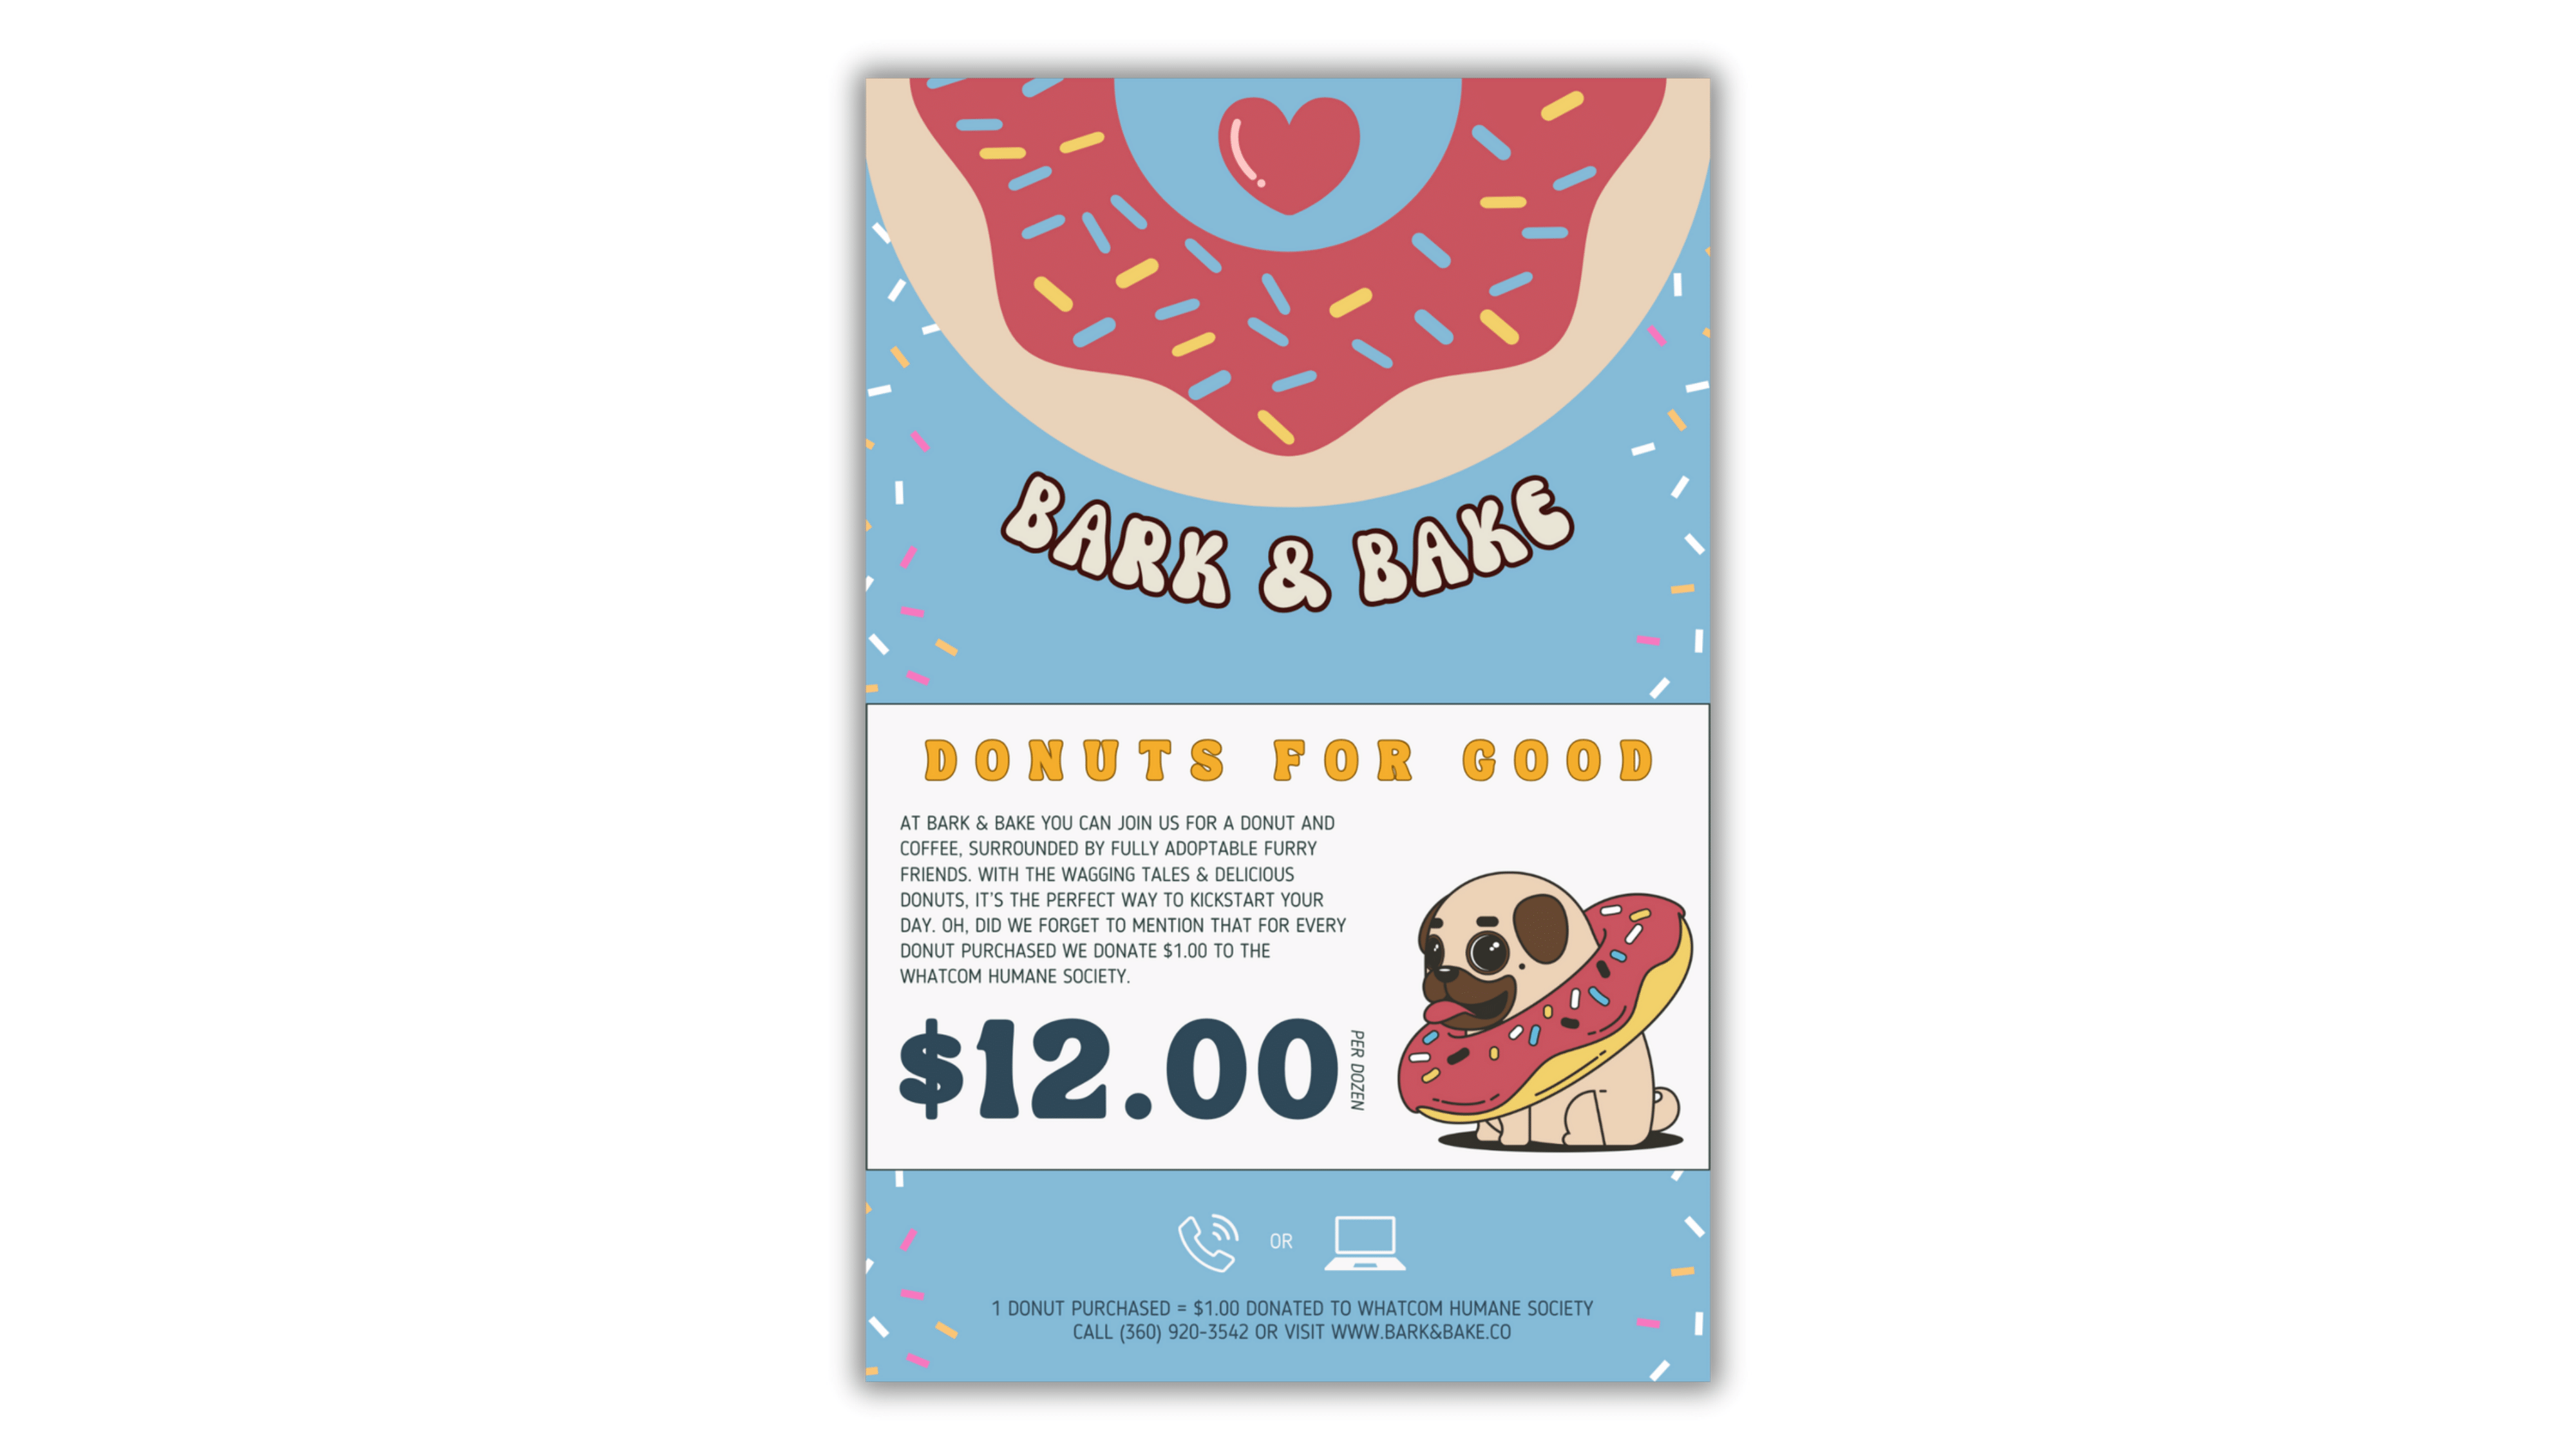 BARK & BAKE
DONUTS FOR GOOD
AT BARK & BAKE YOU CAN JOIN US FOR A DONUT AND
COFFEE, SURROUNDED BY FULLY ADOPTABLE FURRY
FRIENDS. WITH THE WAGGING TALES & DELICIOUS
DONUTS, IT'S THE PERFECT WAY TO KICKSTART YOUR
DAY. OH, DID WE FORGET TO MENTION THAT FOR EVERY
DONUT PURCHASED WE DONATE $1.00 TO THE
WHATCOM HUMANE SOCIETY.
$12.00
PER DOZEN
OR
1 DONUT PURCHASED = $1.00 DONATED TO WHATCOM HUMANE SOCIETY
CALL (360) 920-3542 OR VISIT WWW.BARK&BAKE.CO